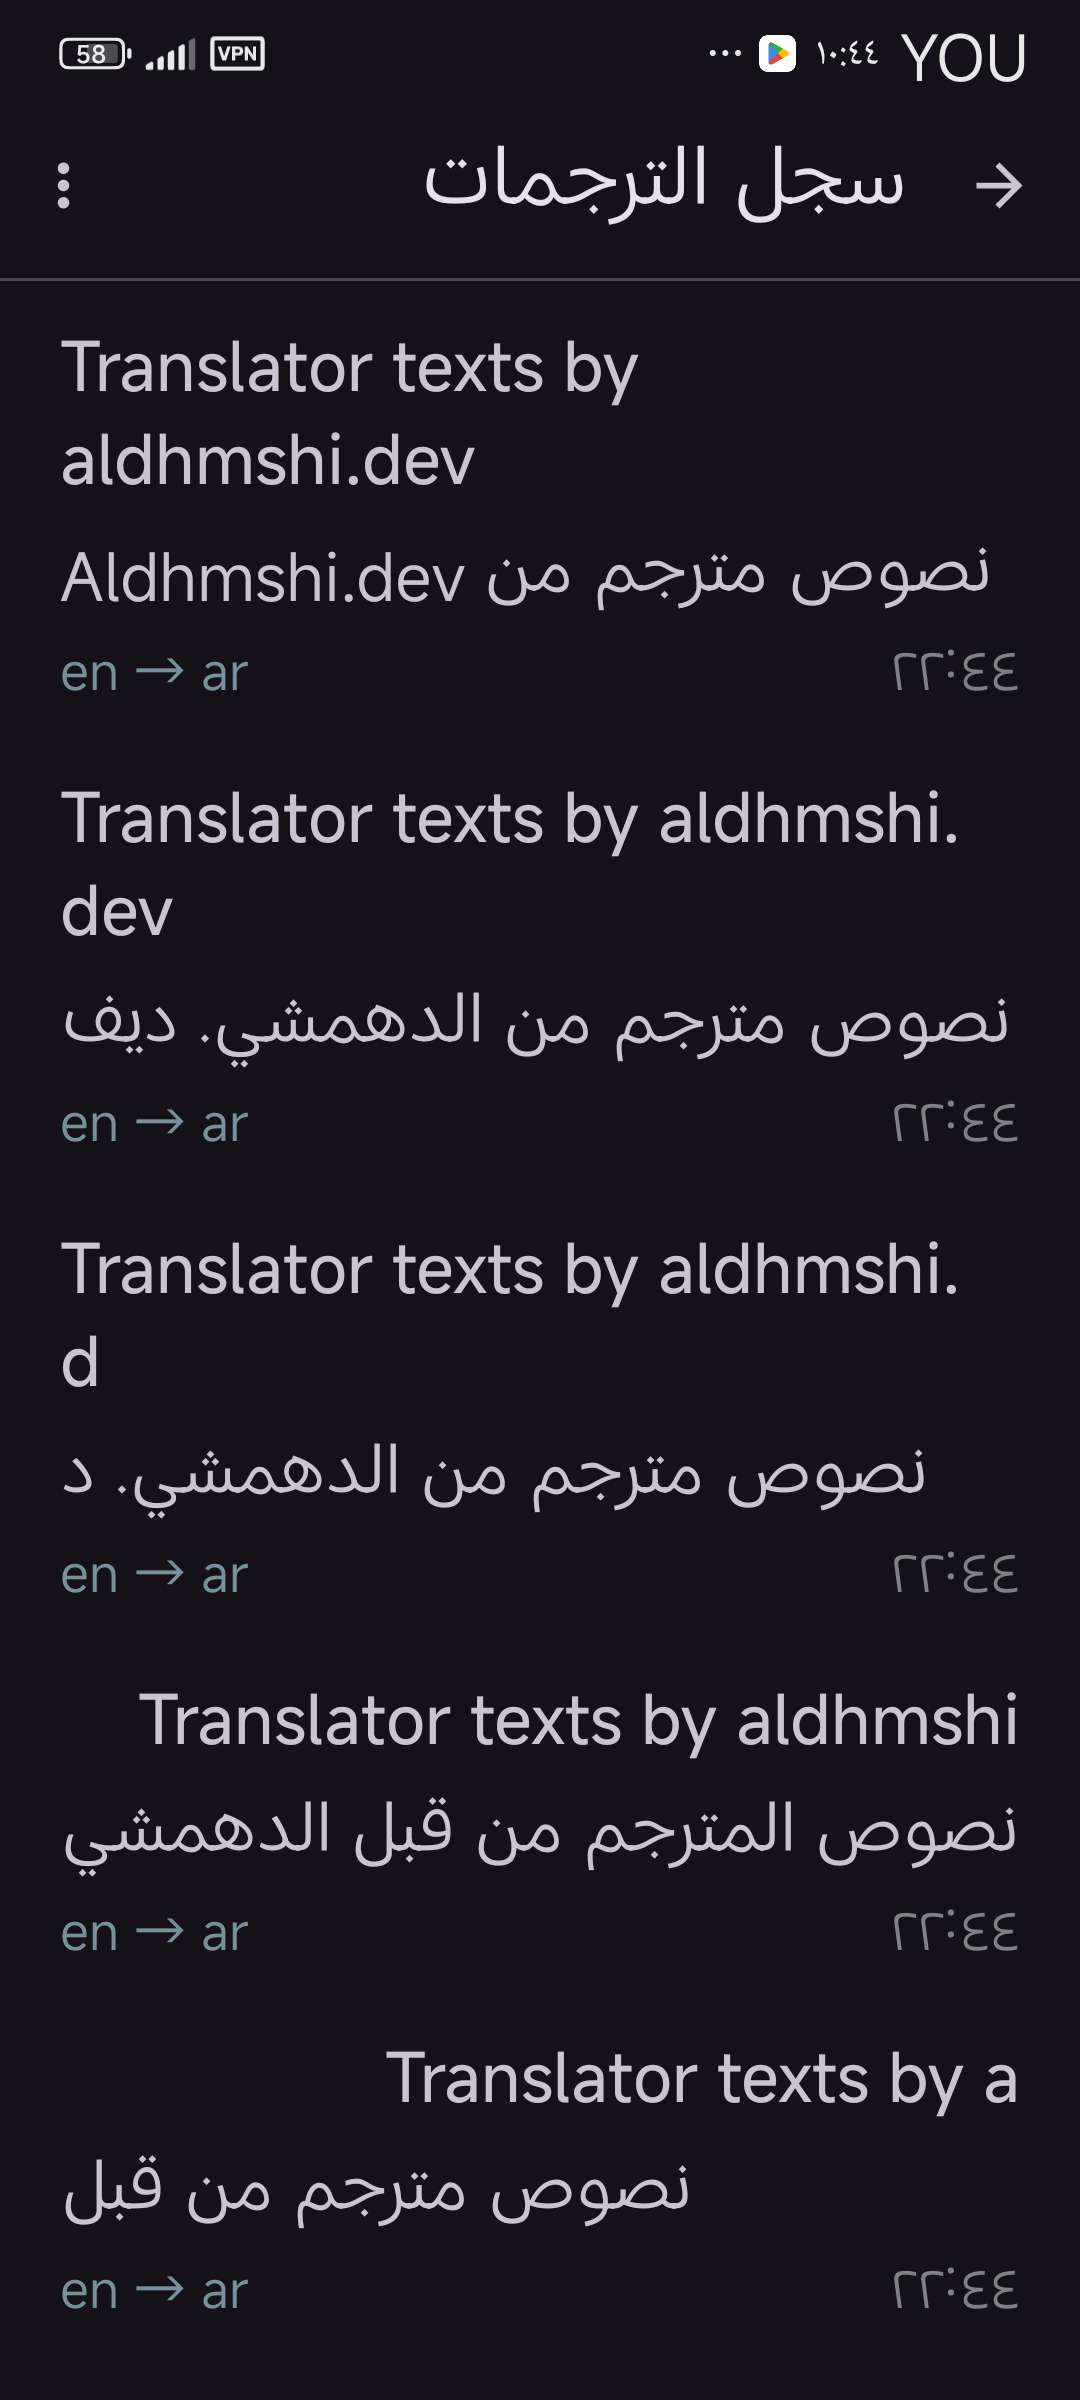 YOU ١٠:٤٤ ... VPN 58
سجل الترجمات
Translator texts by
aldhmshi.dev
نصوص مترجم من Aldhmshi.dev
en → ar ٢٢:٤٤
Translator texts by aldhmshi.
dev
نصوص مترجم من الدهمشي. ديف
en → ar ٢٢:٤٤
Translator texts by aldhmshi.
d
نصوص مترجم من الدهمشي. د
en → ar ٢٢:٤٤
Translator texts by aldhmshi
نصوص المترجم من قبل الدهمشي
en → ar ٢٢:٤٤
Translator texts by a
نصوص مترجم من قبل
en → ar ٢٢:٤٤